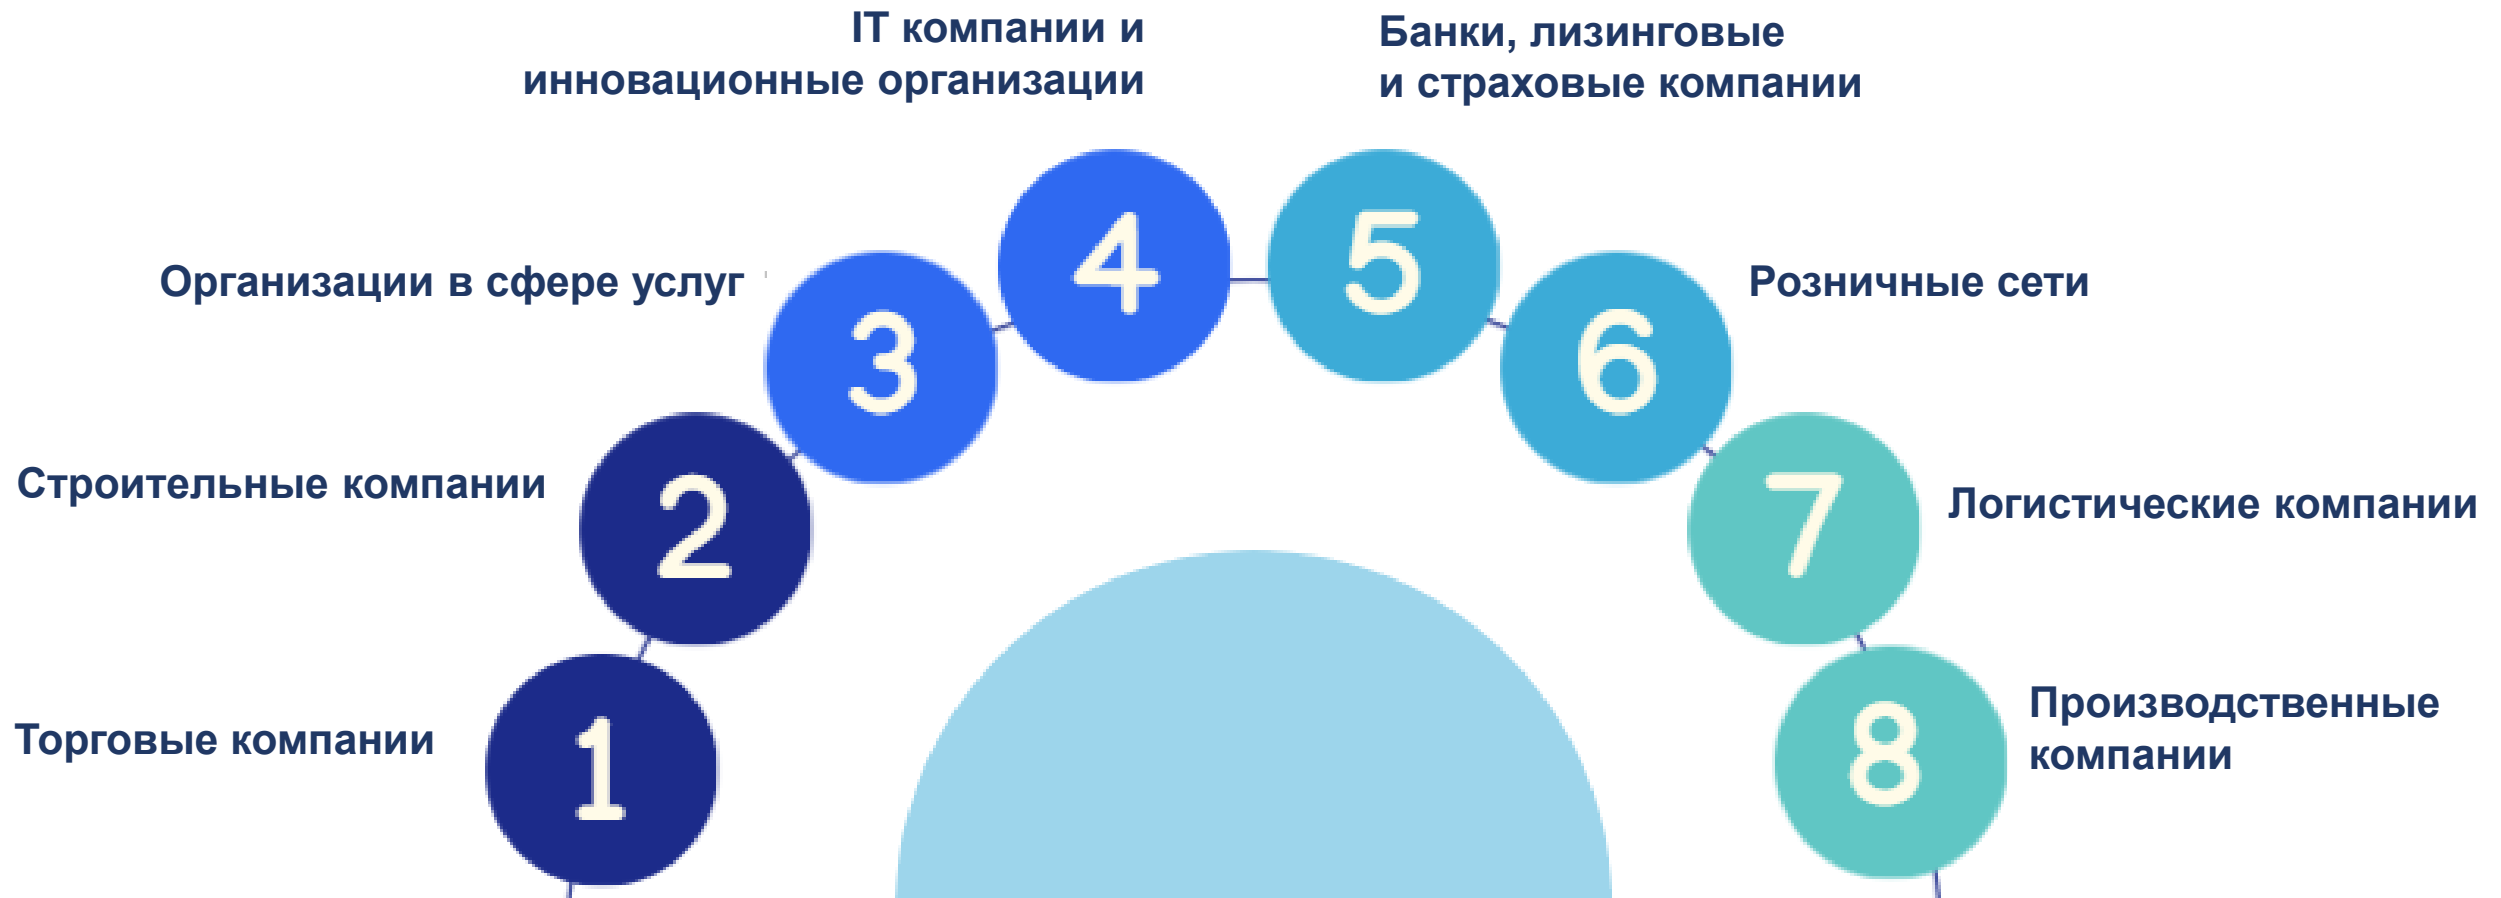 IT компании и
инновационные организации
Банки, лизинговые
и страховые компании
4
5
Организации в сфере услуг
3
6
Розничные сети
Строительные компании
2
7
Логистические компании
Торговые компании
1
8
Производственные
компании